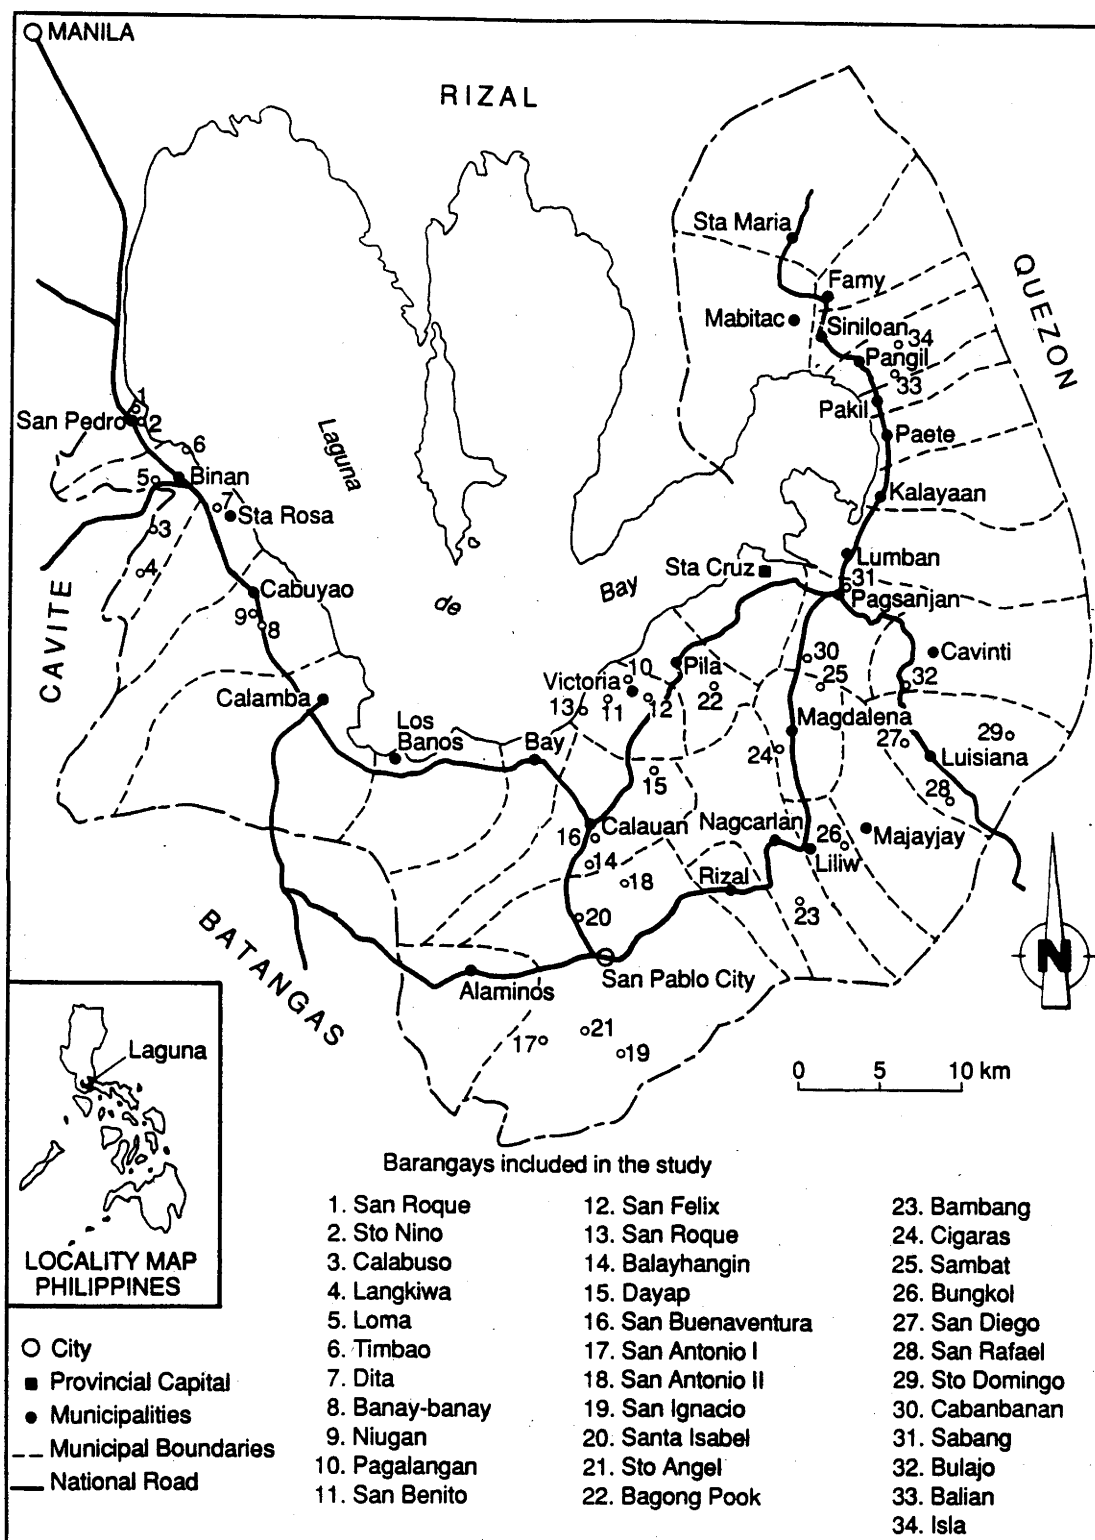 MANILA
RIZAL
Sta Maria
QUEZON
Famy
Mabitac
Siniloan
34
Pangil
33
1
San Pedro
2
Pakil
Paete
Laguna
6
5
Binan
Kalayaan
7
Sta Rosa
3
Lumban
4
Sta Cruz
31
CAVITE
Cabuyao
de
Bay
Pagsanjan
9
8
30
Cavinti
10
Pila
25
32
Calamba
Victoria
22
13
11
12
Los
Banos
Bay
Magdalena
24
27
29
Luisiana
15
28
16
Calauan
Nagcarlan
26
Majayjay
14
Liliw
18
Rizal
23
20
BATANGAS
N
San Pablo City
Alaminos
17
21
19
Laguna
0 5 10 km
LOCALITY MAP
PHILIPPINES
Barangays included in the study
1. San Roque
2. Sto Nino
3. Calabuso
4. Langkiwa
5. Loma
6. Timbao
7. Dita
8. Banay-banay
9. Niugan
10. Pagalangan
11. San Benito
12. San Felix
13. San Roque
14. Balayhangin
15. Dayap
16. San Buenaventura
17. San Antonio I
18. San Antonio II
19. San Ignacio
20. Santa Isabel
21. Sto Angel
22. Bagong Pook
23. Bambang
24. Cigaras
25. Sambat
26. Bungkol
27. San Diego
28. San Rafael
29. Sto Domingo
30. Cabanbanan
31. Sabang
32. Bulajo
33. Balian
34. Isla
City
Provincial Capital
Municipalities
Municipal Boundaries
National Road